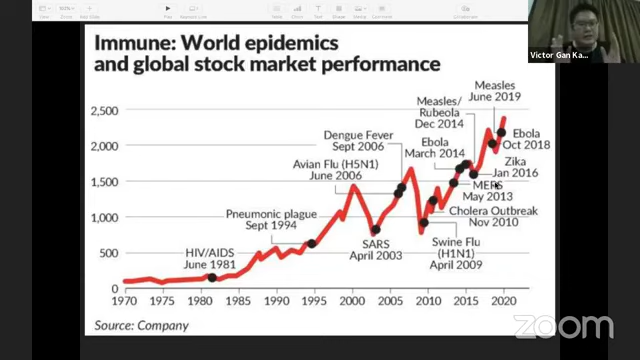 Immune: World epidemics
and global stock market performance
Victor Gan Ka...
2,500
2,000
1,500
1,000
500
0
Measles
June 2019
Measles/
Rubeola
Dec 2014
Ebola
Oct 2018
Dengue Fever
Sept 2006
Ebola
March 2014
Zika
Jan 2016
Avian Flu (H5N1)
June 2006
MERS
May 2013
Pneumonic plague
Sept 1994
Cholera Outbreak
Nov 2010
HIV/AIDS
June 1981
SARS
April 2003
Swine Flu
(H1N1)
April 2009
1970 1975 1980 1985 1990 1995 2000 2005 2010 2015 2020
Source: Company
zoom